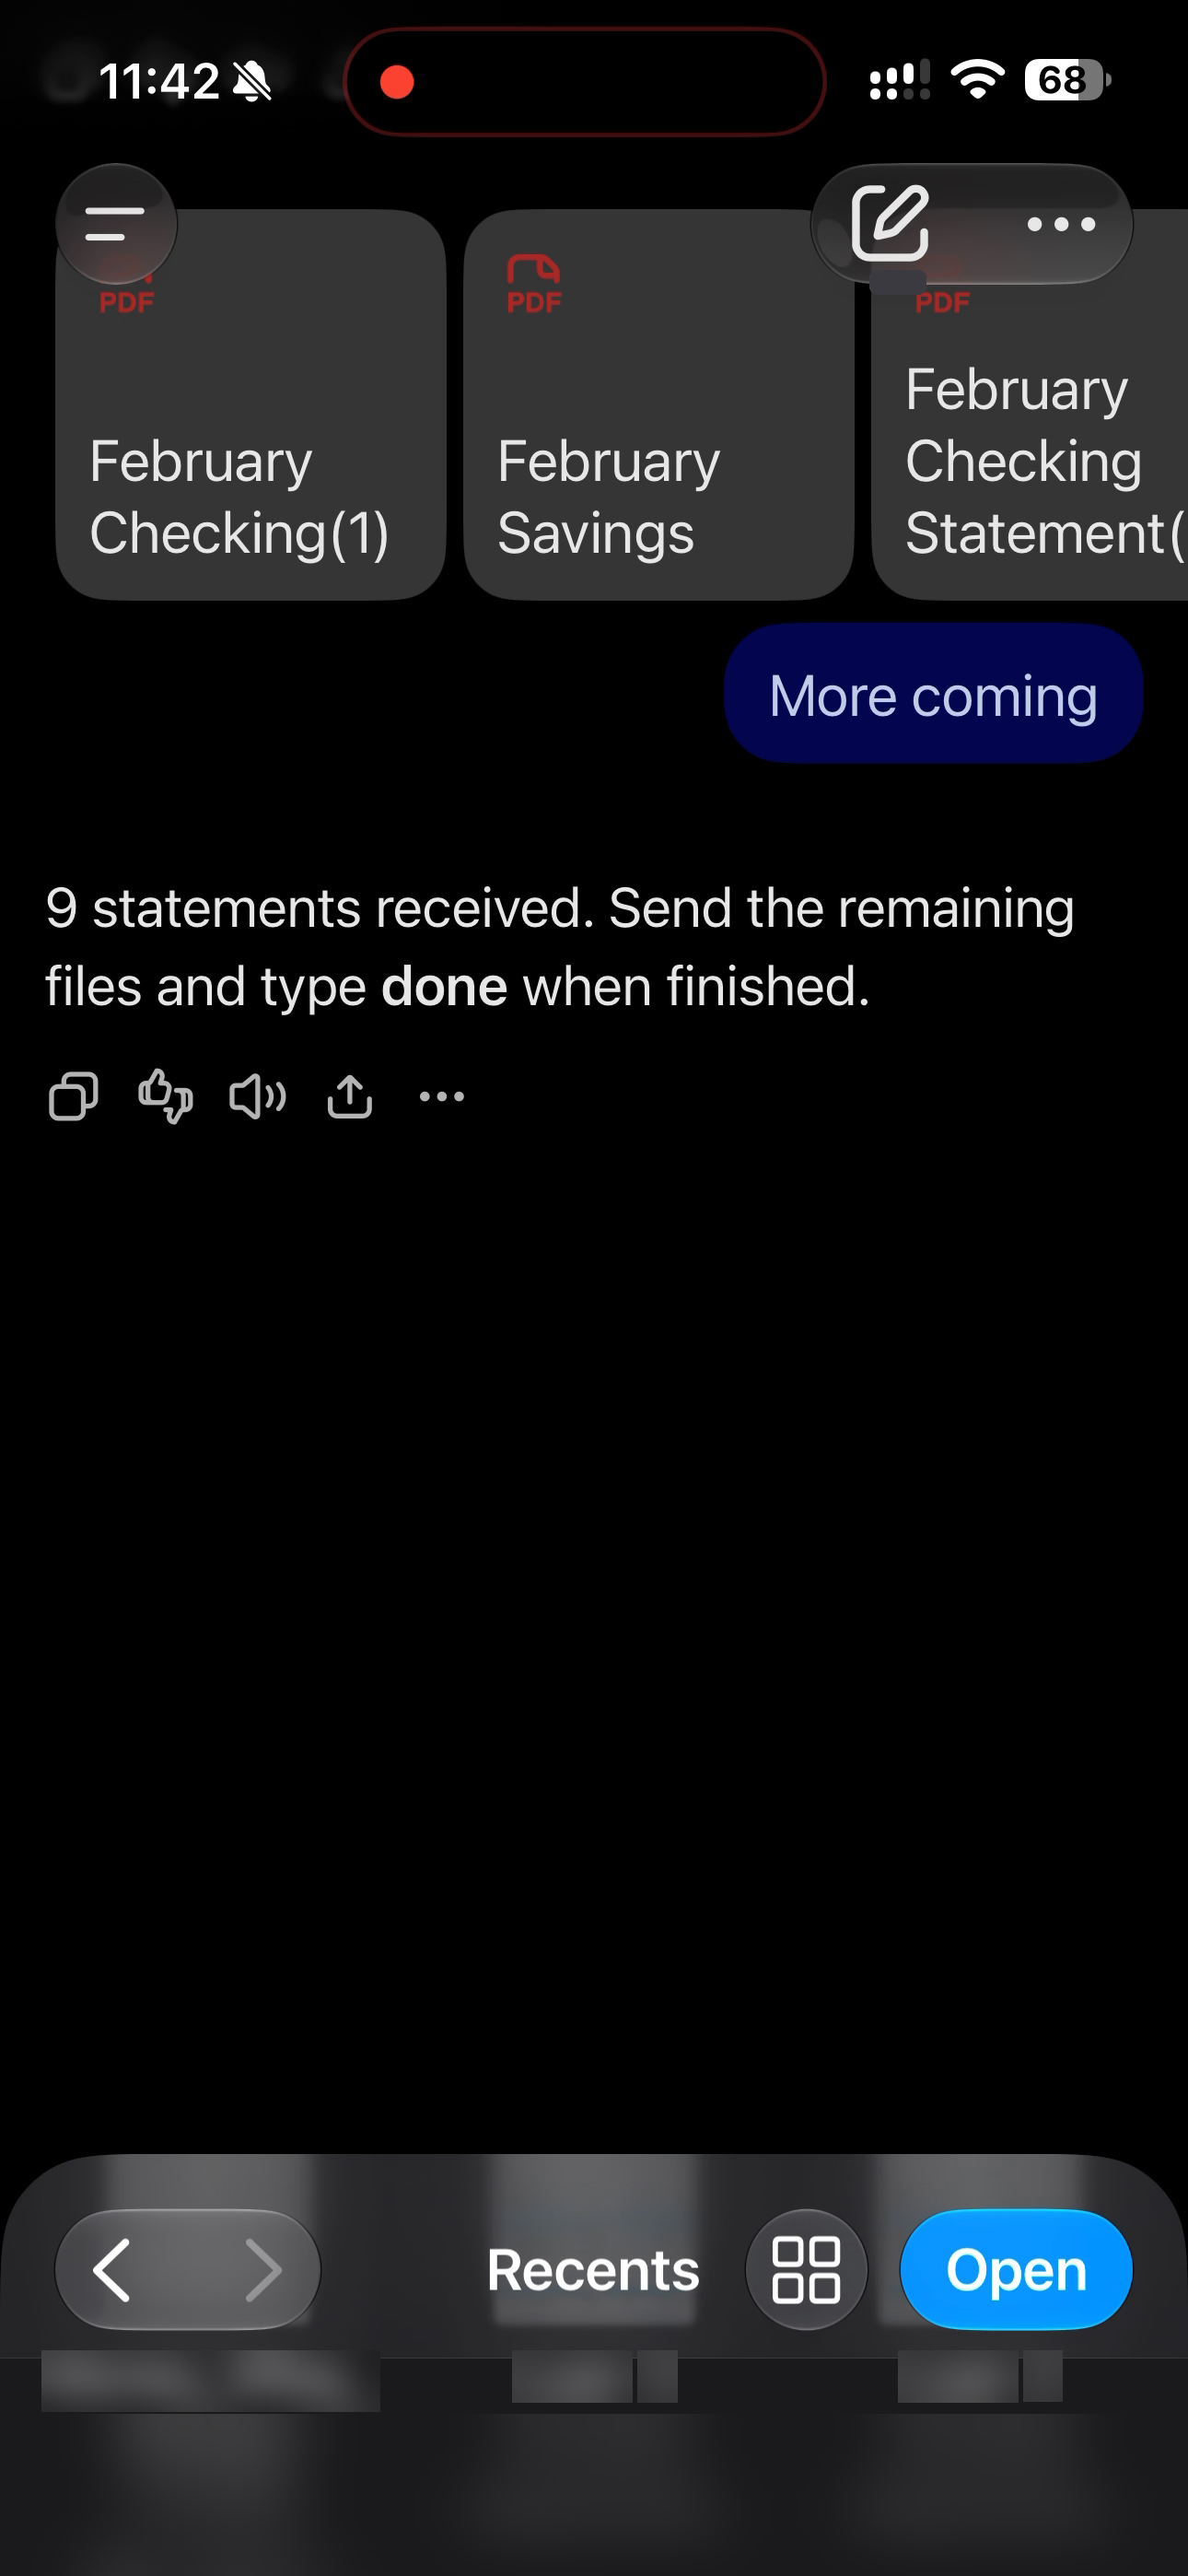 11:42
68
PDF
PDF
PDF
February
Checking(1)
February
Savings
February
Checking
Statement(
More coming
9 statements received. Send the remaining
files and type done when finished.
Recents
Open